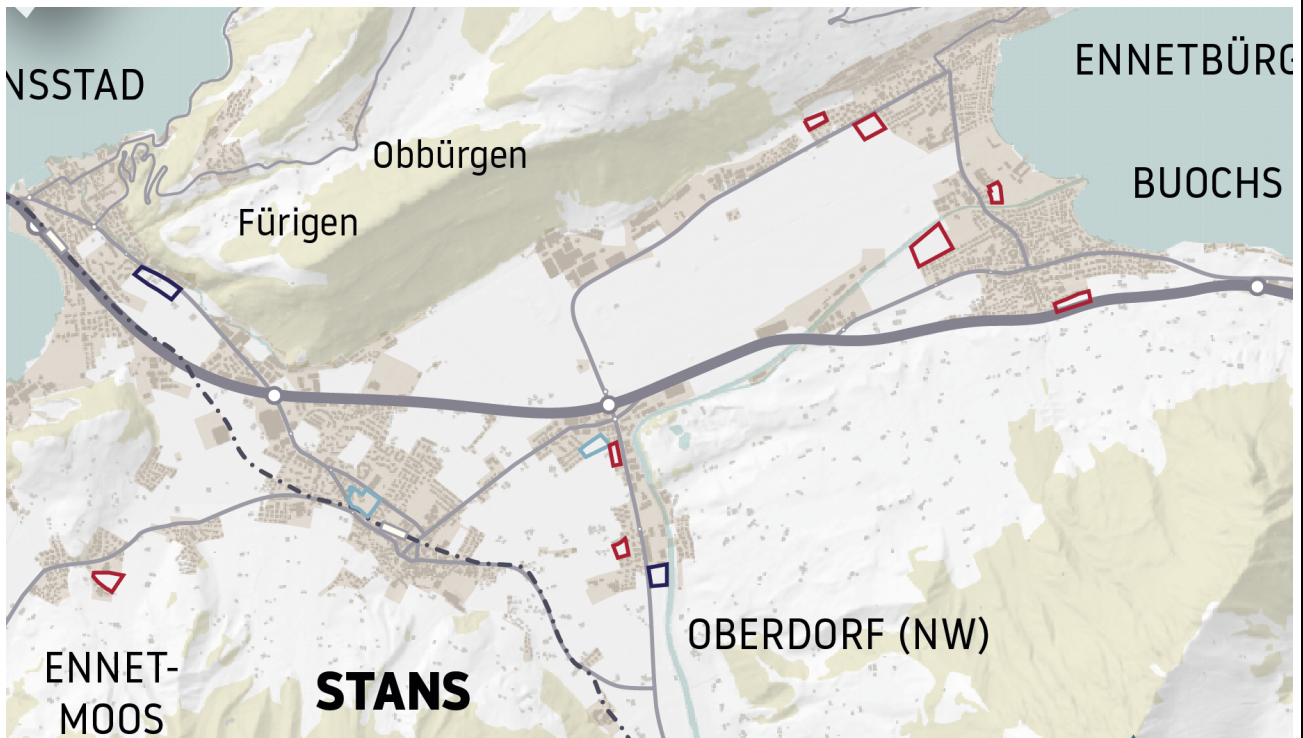 NSSTAD
ENNETBÜRG
Obbürgen
BUOCHS
Fürigen
OBERDORF (NW)
ENNET-
MOOS
STANS